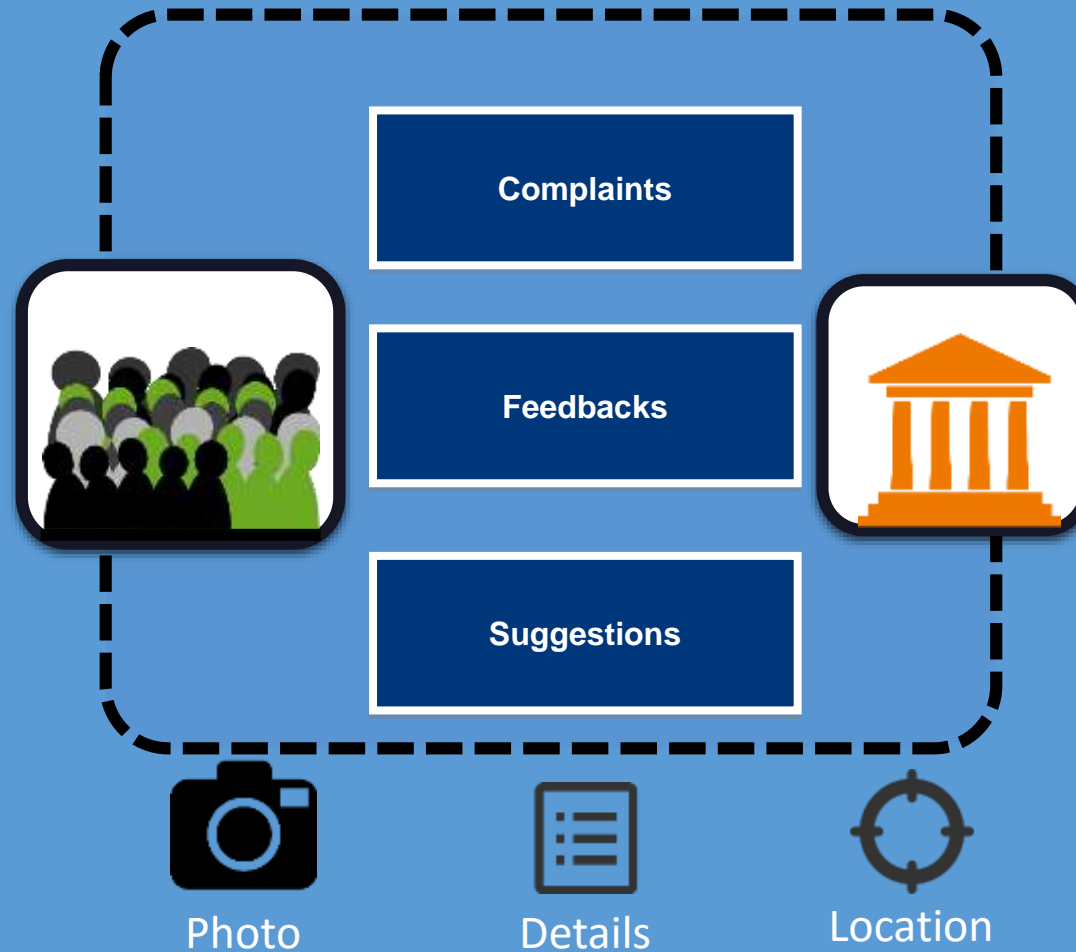 Complaints
Feedbacks
Suggestions
Photo
Details
Location